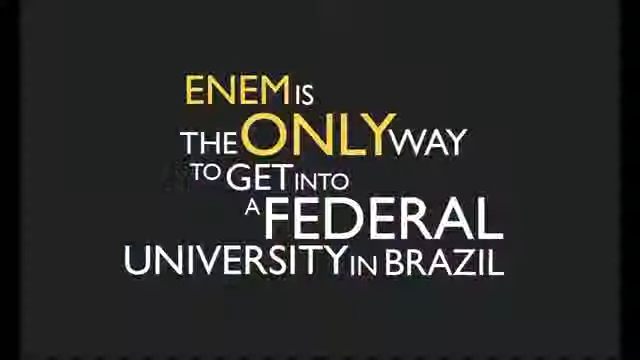 ENEM IS
THE ONLY WAY
TO GET INTO
A FEDERAL
UNIVERSITY IN BRAZIL